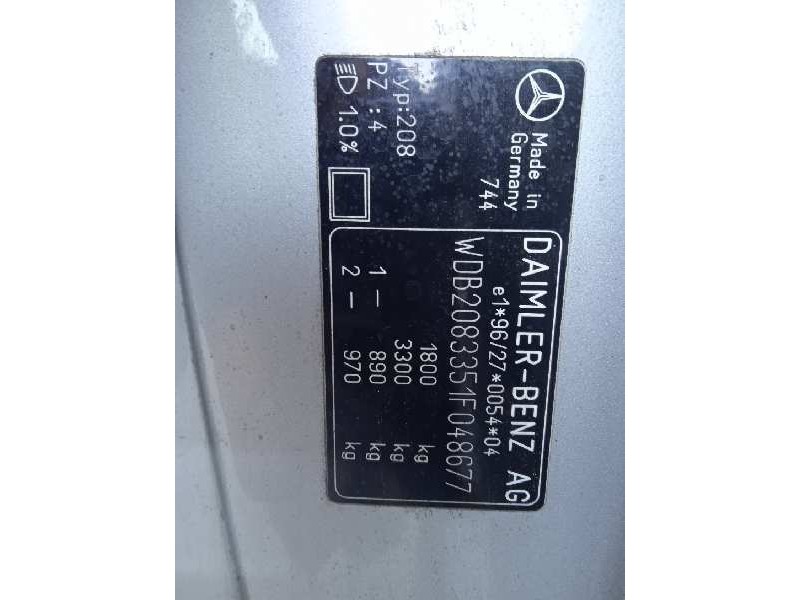 Made in
Germany
744
Typ:208
PZ :4
1.0%
DAIMLER-BENZ AG
e1*96/27*0054*04
WDB2083351F048677
1800 kg
3300 kg
1– 890 kg
2– 970 kg